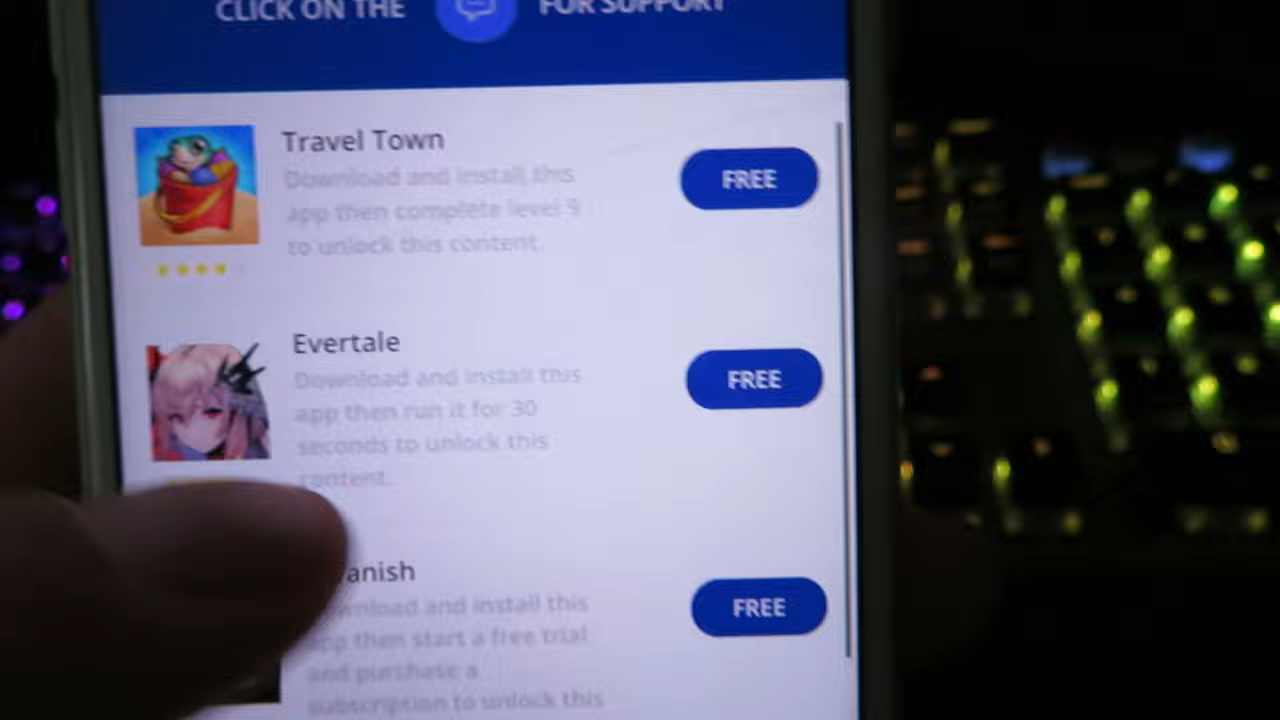 CLICK ON THE FOR SUPPORT
Travel Town
Download and install this
app then complete level 9
to unlock this content.
FREE
Evertale
Download and install this
app then run it for 30
seconds to unlock this
content.
FREE
anish
wnload and install this
app then start a free trial
and purchase a
subscription to unlock this
FREE